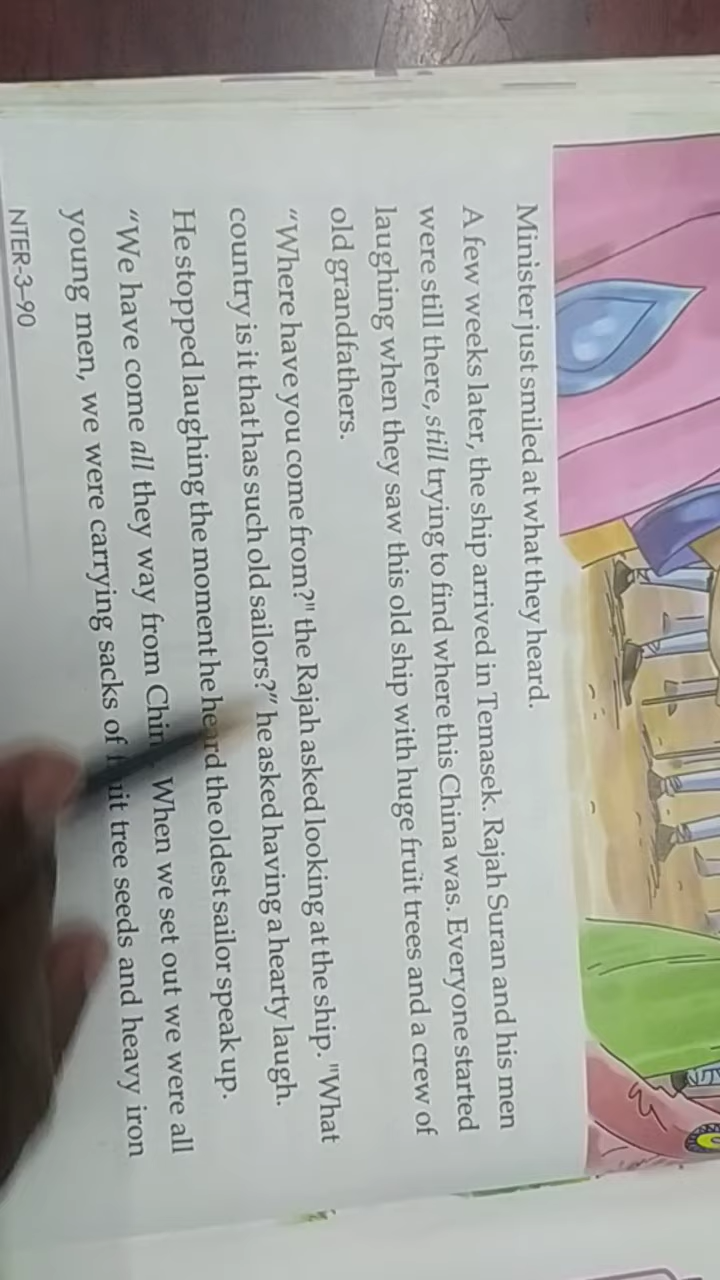 Minister just smiled at what they heard.
A few weeks later, the ship arrived in Temasek. Rajah Suran and his men
were still there, still trying to find where this China was. Everyone started
laughing when they saw this old ship with huge fruit trees and a crew of
old grandfathers.
"Where have you come from?" the Rajah asked looking at the ship. "What
country is it that has such old sailors?" he asked having a hearty laugh.
He stopped laughing the moment he heard the oldest sailor speak up.
"We have come all they way from Chin . When we set out we were all
young men, we were carrying sacks of fruit tree seeds and heavy iron
NTER-3–90